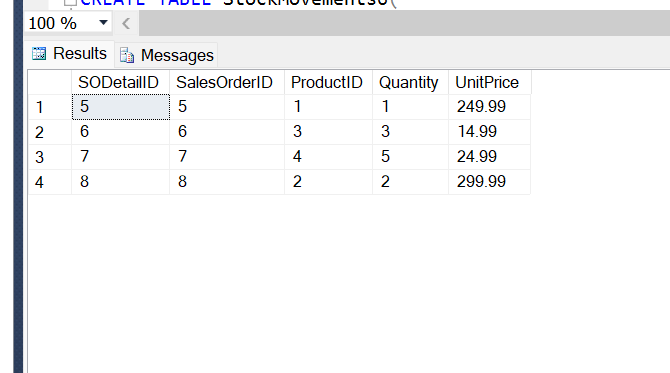 CREATE TABLE StockMovements6(
100 %
Results Messages
SODetailID SalesOrderID ProductID Quantity UnitPrice
1 5 5 1 1 249.99
2 6 6 3 3 14.99
3 7 7 4 5 24.99
4 8 8 2 2 299.99